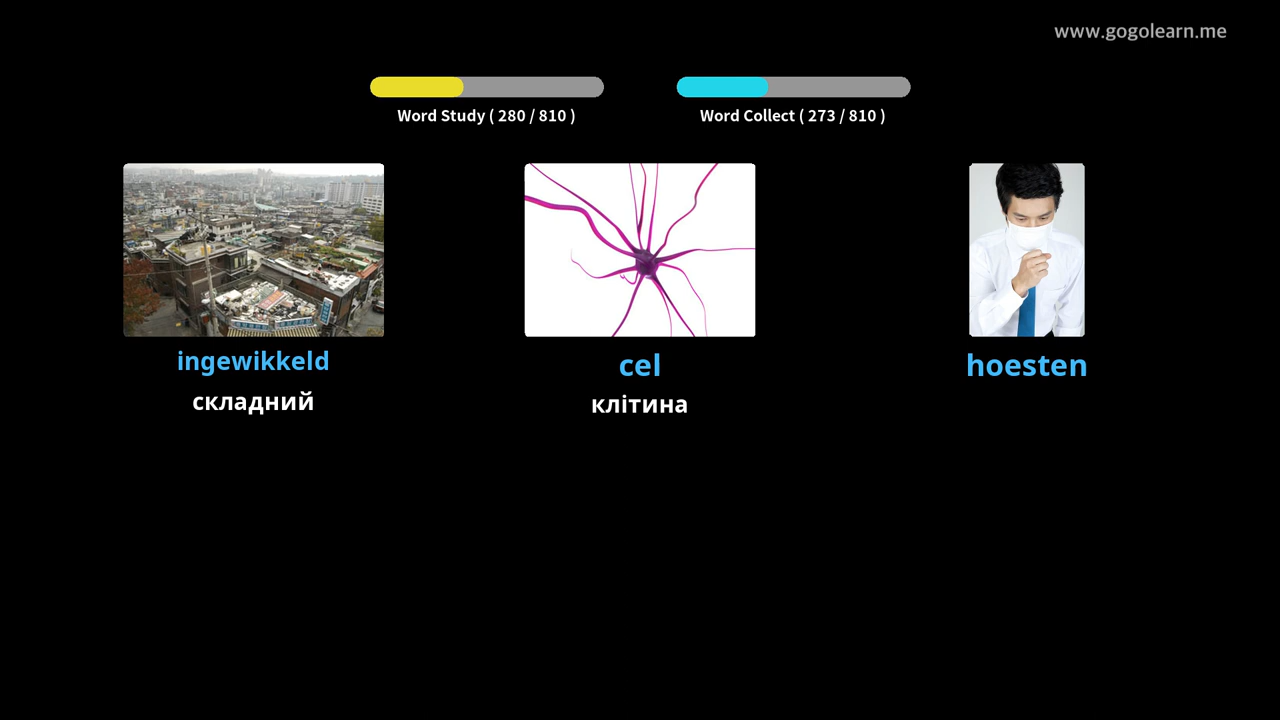 www.gogolearn.me
Word Study ( 280 / 810 )
Word Collect ( 273 / 810 )
ingewikkeld
складний
cel
клітина
hoesten